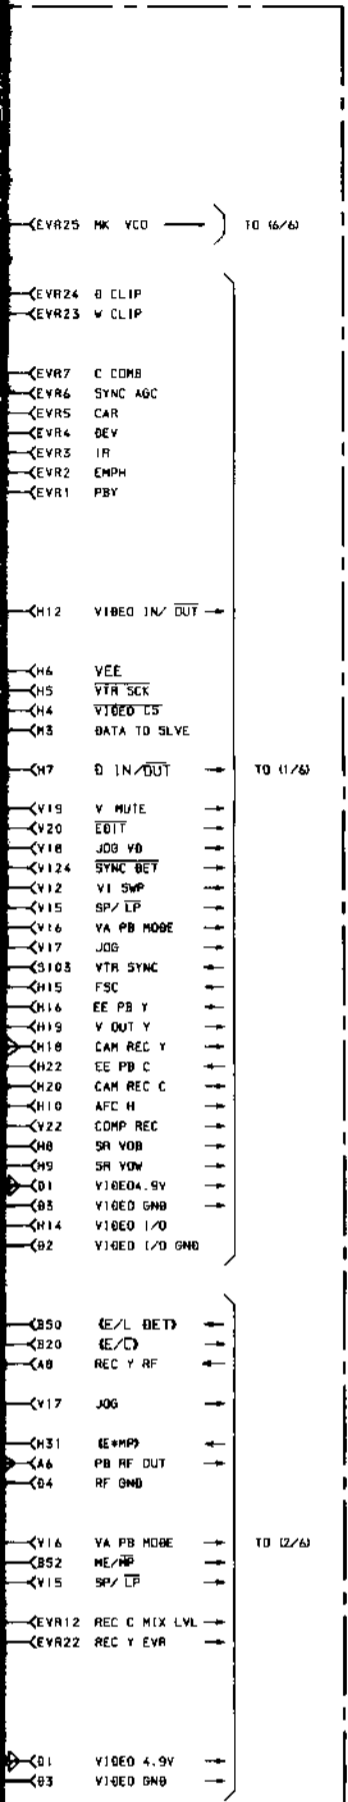 EVR25 MK VCO TO (6/6)
EVR24 B CLIP
EVR23 W CLIP
EVR7 C COMB
EVR6 SYNC AGC
EVR5 CAR
EVR4 DEV
EVR3 IR
EVR2 EMPH
EVR1 PBY
H12 VIDEO IN/ OUT
H6 VEE
H5 VTR SCK
H4 VIDEO CS
M3 DATA TO SLVE
H7 D IN/OUT TO (1/6)
V19 V MUTE
V20 EDIT
V18 JOG VD
V124 SYNC DET
V12 VI SWP
V15 SP/ LP
V16 VA PB MODE
V17 JOG
S103 VTR SYNC
H15 FSC
H16 EE PB Y
H19 V OUT Y
H18 CAM REC Y
H22 EE PB C
H20 CAM REC C
H10 AFC H
V22 COMP REC
H8 SR VOB
H9 SR VOW
D1 VIDEO4.9V
D3 VIDEO GND
H14 VIDEO I/O
D2 VIDEO I/O GND
B50 (E/L DET)
B20 (E/L)
A8 REC Y RF
V17 JOG
H31 (E*MP)
A6 PB RF OUT
D4 RF GND
V16 VA PB MODE TO (2/6)
B52 ME/MP
V15 SP/ LP
EVR12 REC C MIX LVL
EVR22 REC Y EVR
D1 VIDEO 4.9V
D3 VIDEO GND